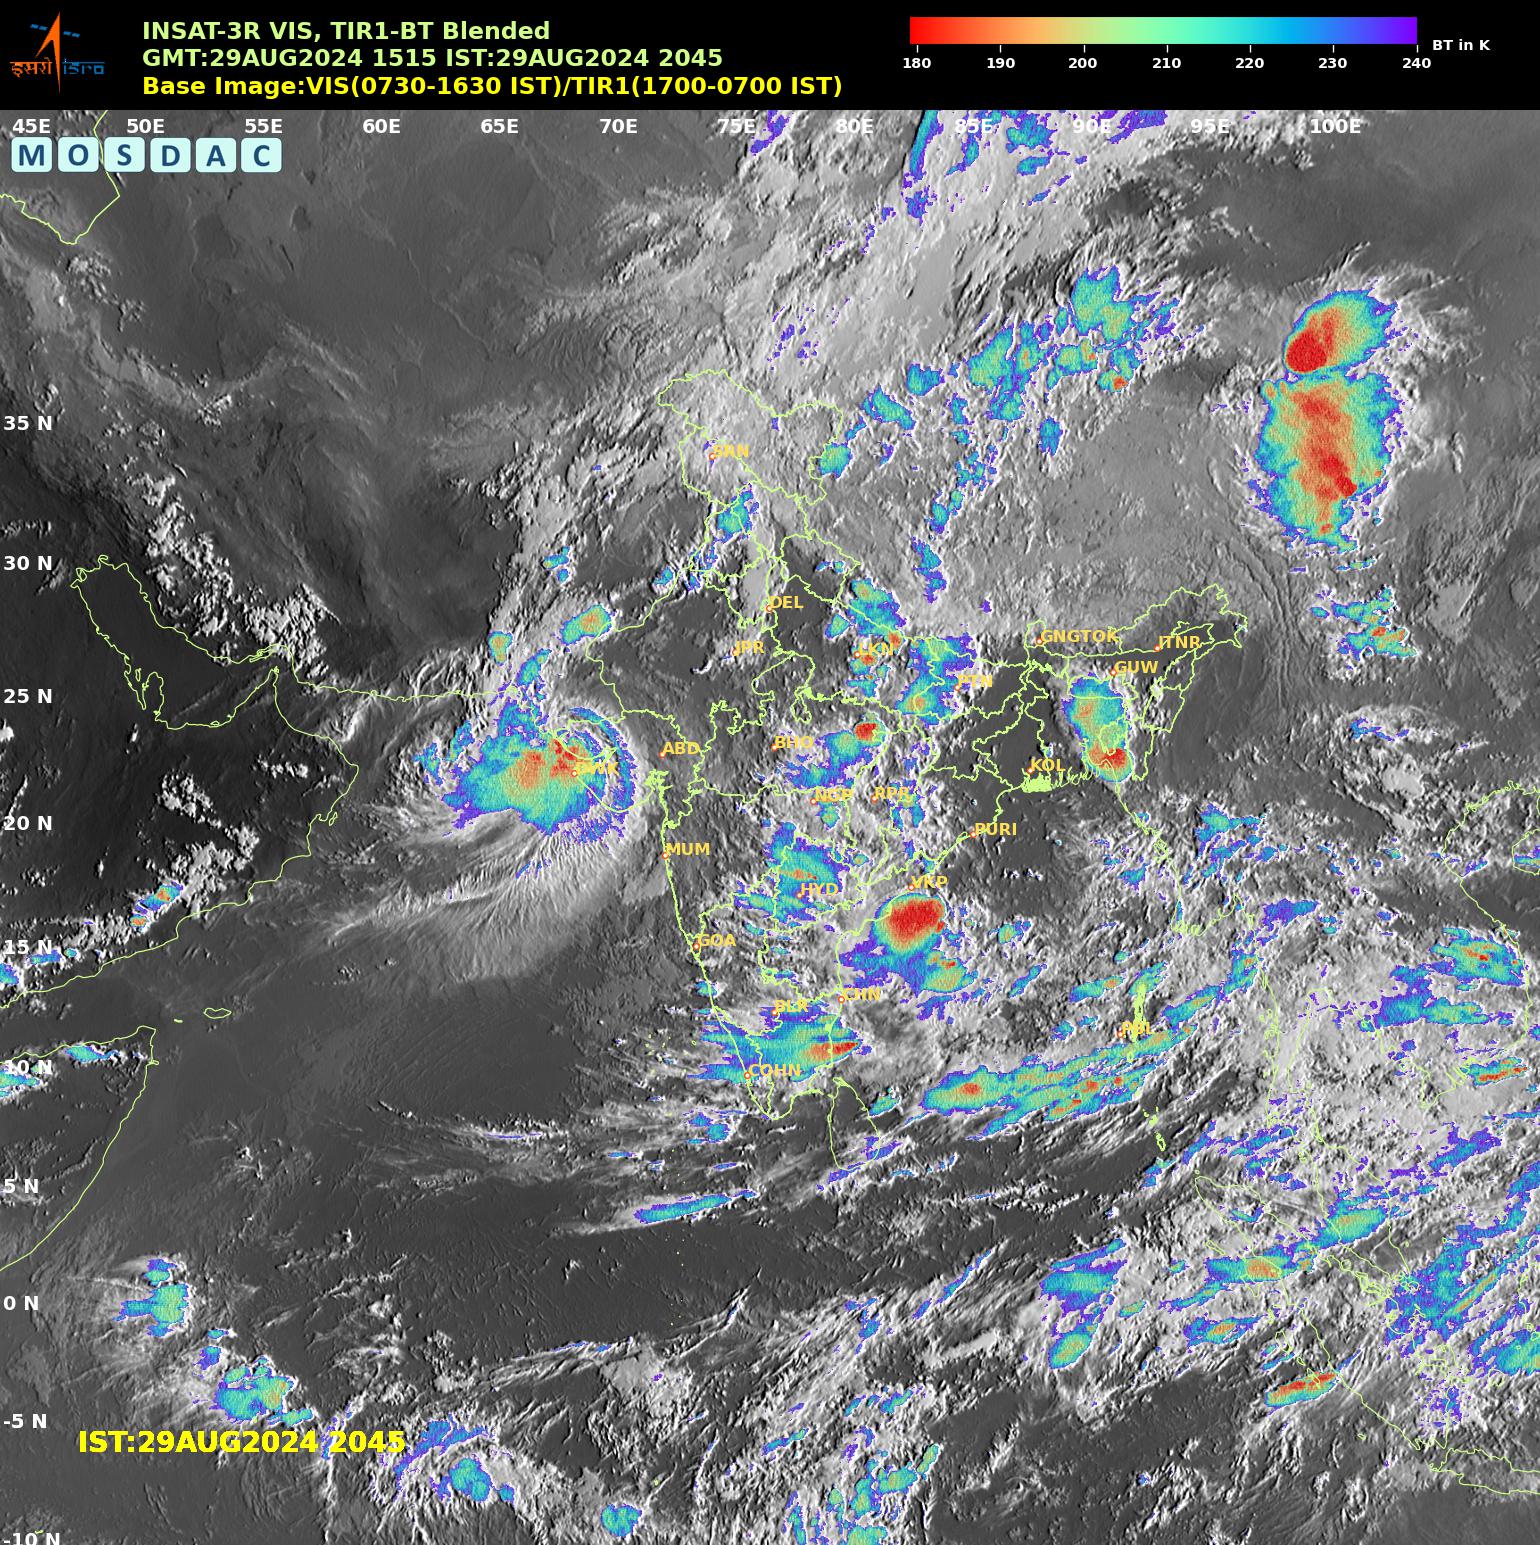 INSAT-3R VIS, TIR1-BT Blended
GMT:29AUG2024 1515 IST:29AUG2024 2045
Base Image:VIS(0730-1630 IST)/TIR1(1700-0700 IST)
इसरो isro
BT in K
180 190 200 210 220 230 240
45E 50E 55E 60E 65E 70E 75E 80E 85E 90E 95E 100E
M O S D A C
35 N
SRN
30 N
DEL
GNGTOK
ITNR
JPR
LKN
GUW
PTN
25 N
ABD
BHO
KOL
DWK
NGP
RPR
20 N
PURI
MUM
VKP
HYD
15 N
GOA
CHN
BLR
PBL
10 N
COHN
5 N
0 N
-5 N
IST:29AUG2024 2045
-10 N